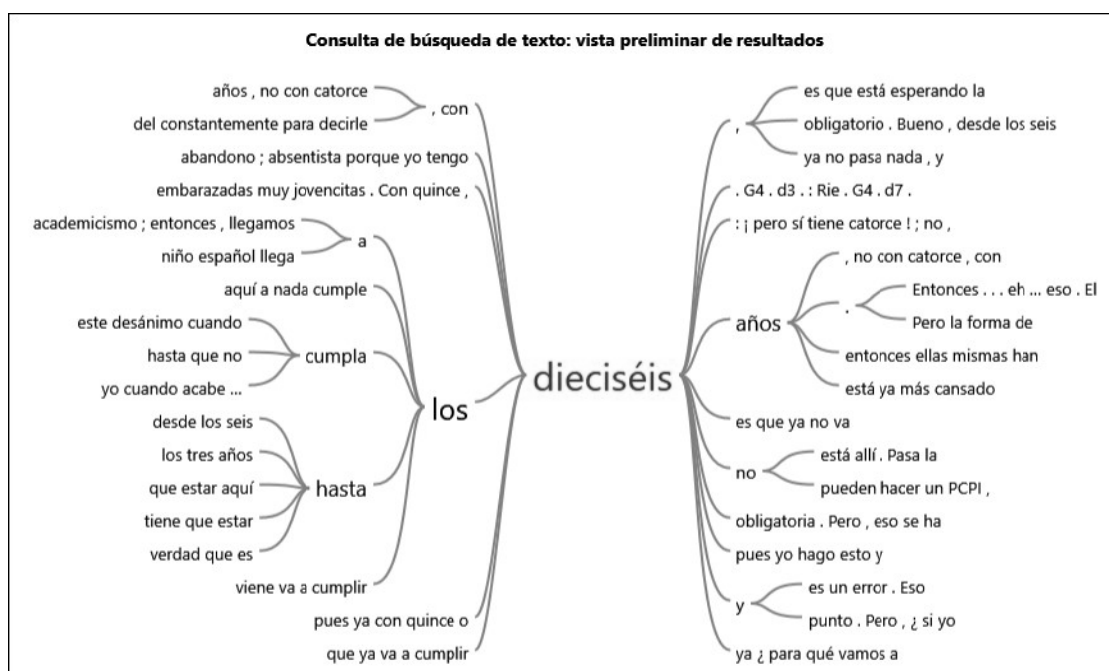 Consulta de búsqueda de texto: vista preliminar de resultados
años , no con catorce
del constantemente para decirle
, con
abandono ; absentista porque yo tengo
embarazadas muy jovencitas . Con quince ,
academicismo ; entonces , llegamos
niño español llega
a
aquí a nada cumple
este desánimo cuando
hasta que no
yo cuando acabe ...
cumpla
desde los seis
los tres años
que estar aquí
tiene que estar
verdad que es
hasta
viene va a cumplir
los
pues ya con quince o
que ya va a cumplir
dieciséis
,
es que está esperando la
obligatorio . Bueno , desde los seis
ya no pasa nada , y
. G4 . d3 . : Rie . G4 . d7 .
: ¡ pero sí tiene catorce ! ; no ,
años
, no con catorce , con
.
Entonces . . . eh ... eso . El
Pero la forma de
entonces ellas mismas han
está ya más cansado
es que ya no va
no
está allí . Pasa la
pueden hacer un PCPI ,
obligatoria . Pero , eso se ha
pues yo hago esto y
y
es un error . Eso
punto . Pero , ¿ si yo
ya ¿ para qué vamos a